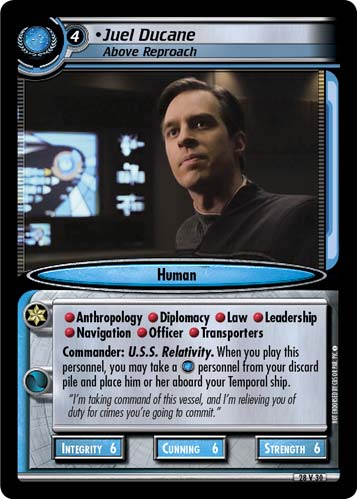 4
•Juel Ducane
Above Reproach
Human
Anthropology Diplomacy Law Leadership
Navigation Officer Transporters
Commander: U.S.S. Relativity. When you play this
personnel, you may take a personnel from your discard
pile and place him or her aboard your Temporal ship.
"I'm taking command of this vessel, and I'm relieving you of
duty for crimes you're going to commit."
INTEGRITY 6 CUNNING 6 STRENGTH 6
28 V 30